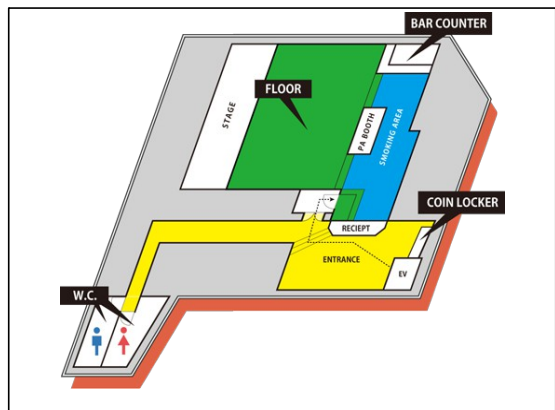 BAR COUNTER
FLOOR
STAGE
PA BOOTH
SMOKING AREA
COIN LOCKER
RECIEPT
ENTRANCE
EV
W.C.